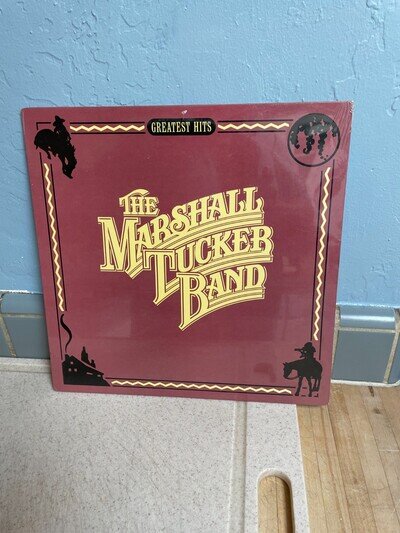 GREATEST HITS
THE
MARSHALL
TUCKER
BAND